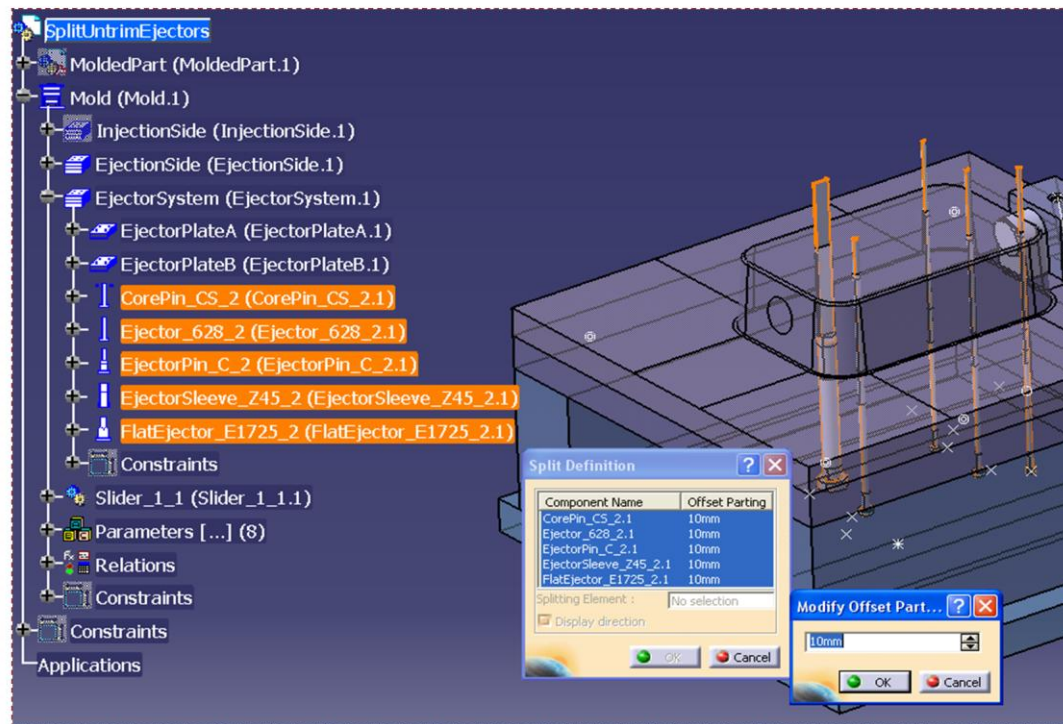 SplitUntrimEjectors
MoldedPart (MoldedPart.1)
Mold (Mold.1)
InjectionSide (InjectionSide.1)
EjectionSide (EjectionSide.1)
EjectorSystem (EjectorSystem.1)
EjectorPlateA (EjectorPlateA.1)
EjectorPlateB (EjectorPlateB.1)
CorePin_CS_2 (CorePin_CS_2.1)
Ejector_628_2 (Ejector_628_2.1)
EjectorPin_C_2 (EjectorPin_C_2.1)
EjectorSleeve_Z45_2 (EjectorSleeve_Z45_2.1)
FlatEjector_E1725_2 (FlatEjector_E1725_2.1)
Constraints
Slider_1_1 (Slider_1_1.1)
Parameters [...] (8)
Relations
Constraints
Constraints
Applications
Split Definition
Component Name Offset Parting
CorePin_CS_2.1 10mm
Ejector_628_2.1 10mm
EjectorPin_C_2.1 10mm
EjectorSleeve_Z45_2.1 10mm
FlatEjector_E1725_2.1 10mm
Splitting Element : No selection
Display direction
OK Cancel
Modify Offset Part...
10mm
OK Cancel